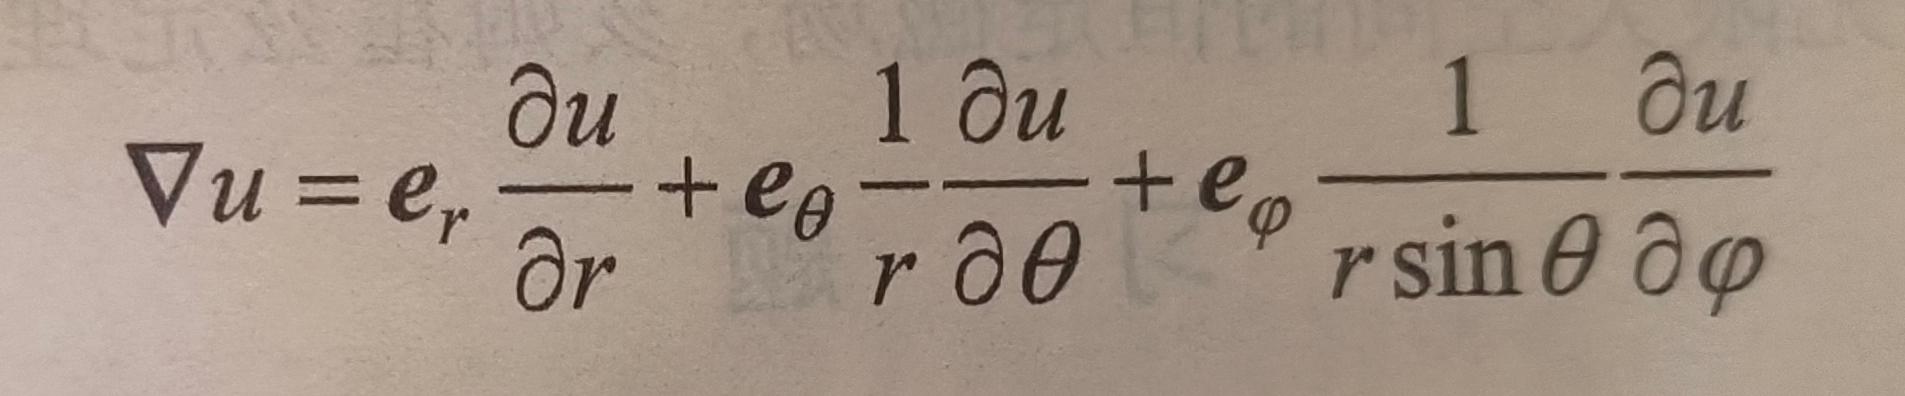 ∇u = e_r ∂u/∂r + e_θ 1/r ∂u/∂θ + e_φ 1/(r sin θ) ∂u/∂φ